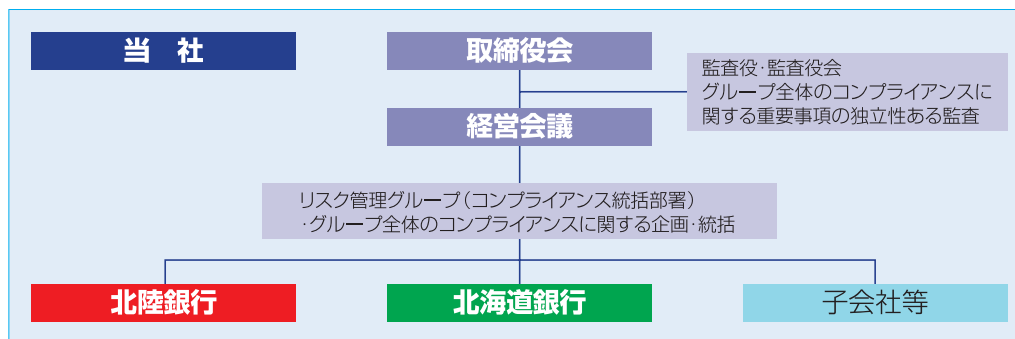 当　社
取締役会
監査役・監査役会
グループ全体のコンプライアンスに
関する重要事項の独立性ある監査
経営会議
リスク管理グループ（コンプライアンス統括部署）
・グループ全体のコンプライアンスに関する企画・統括
北陸銀行
北海道銀行
子会社等